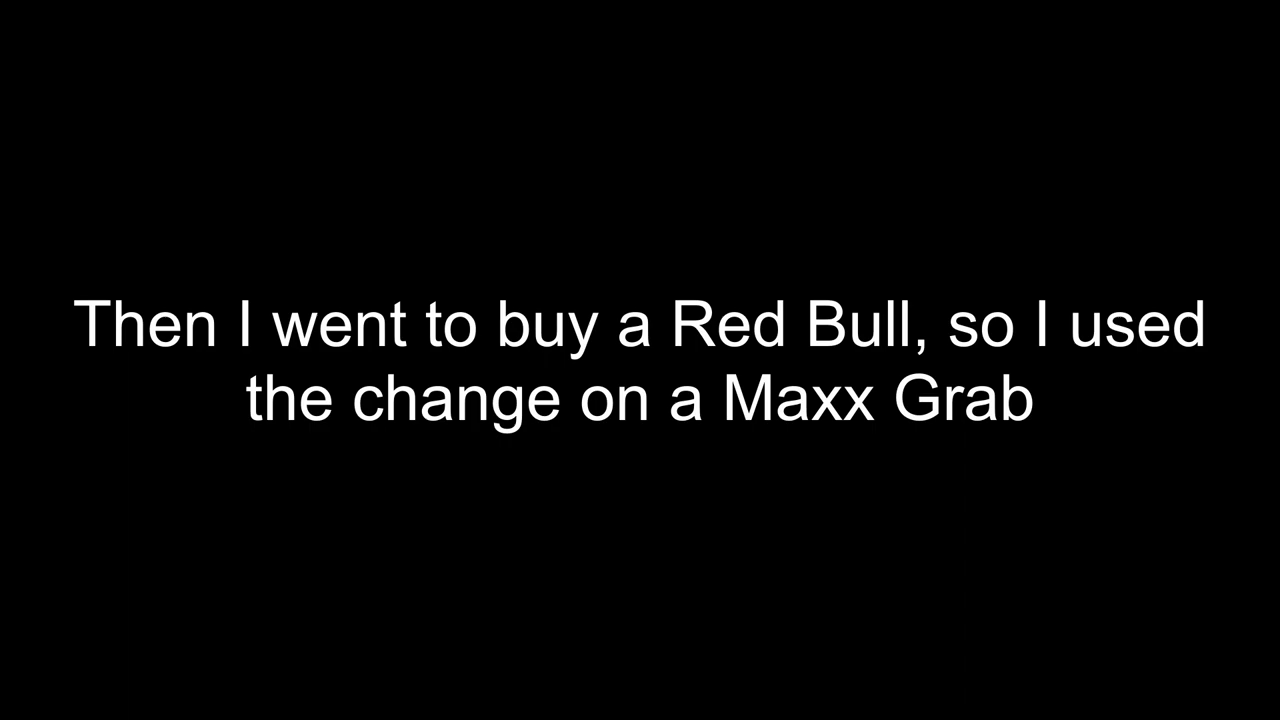 Then I went to buy a Red Bull, so I used
the change on a Maxx Grab